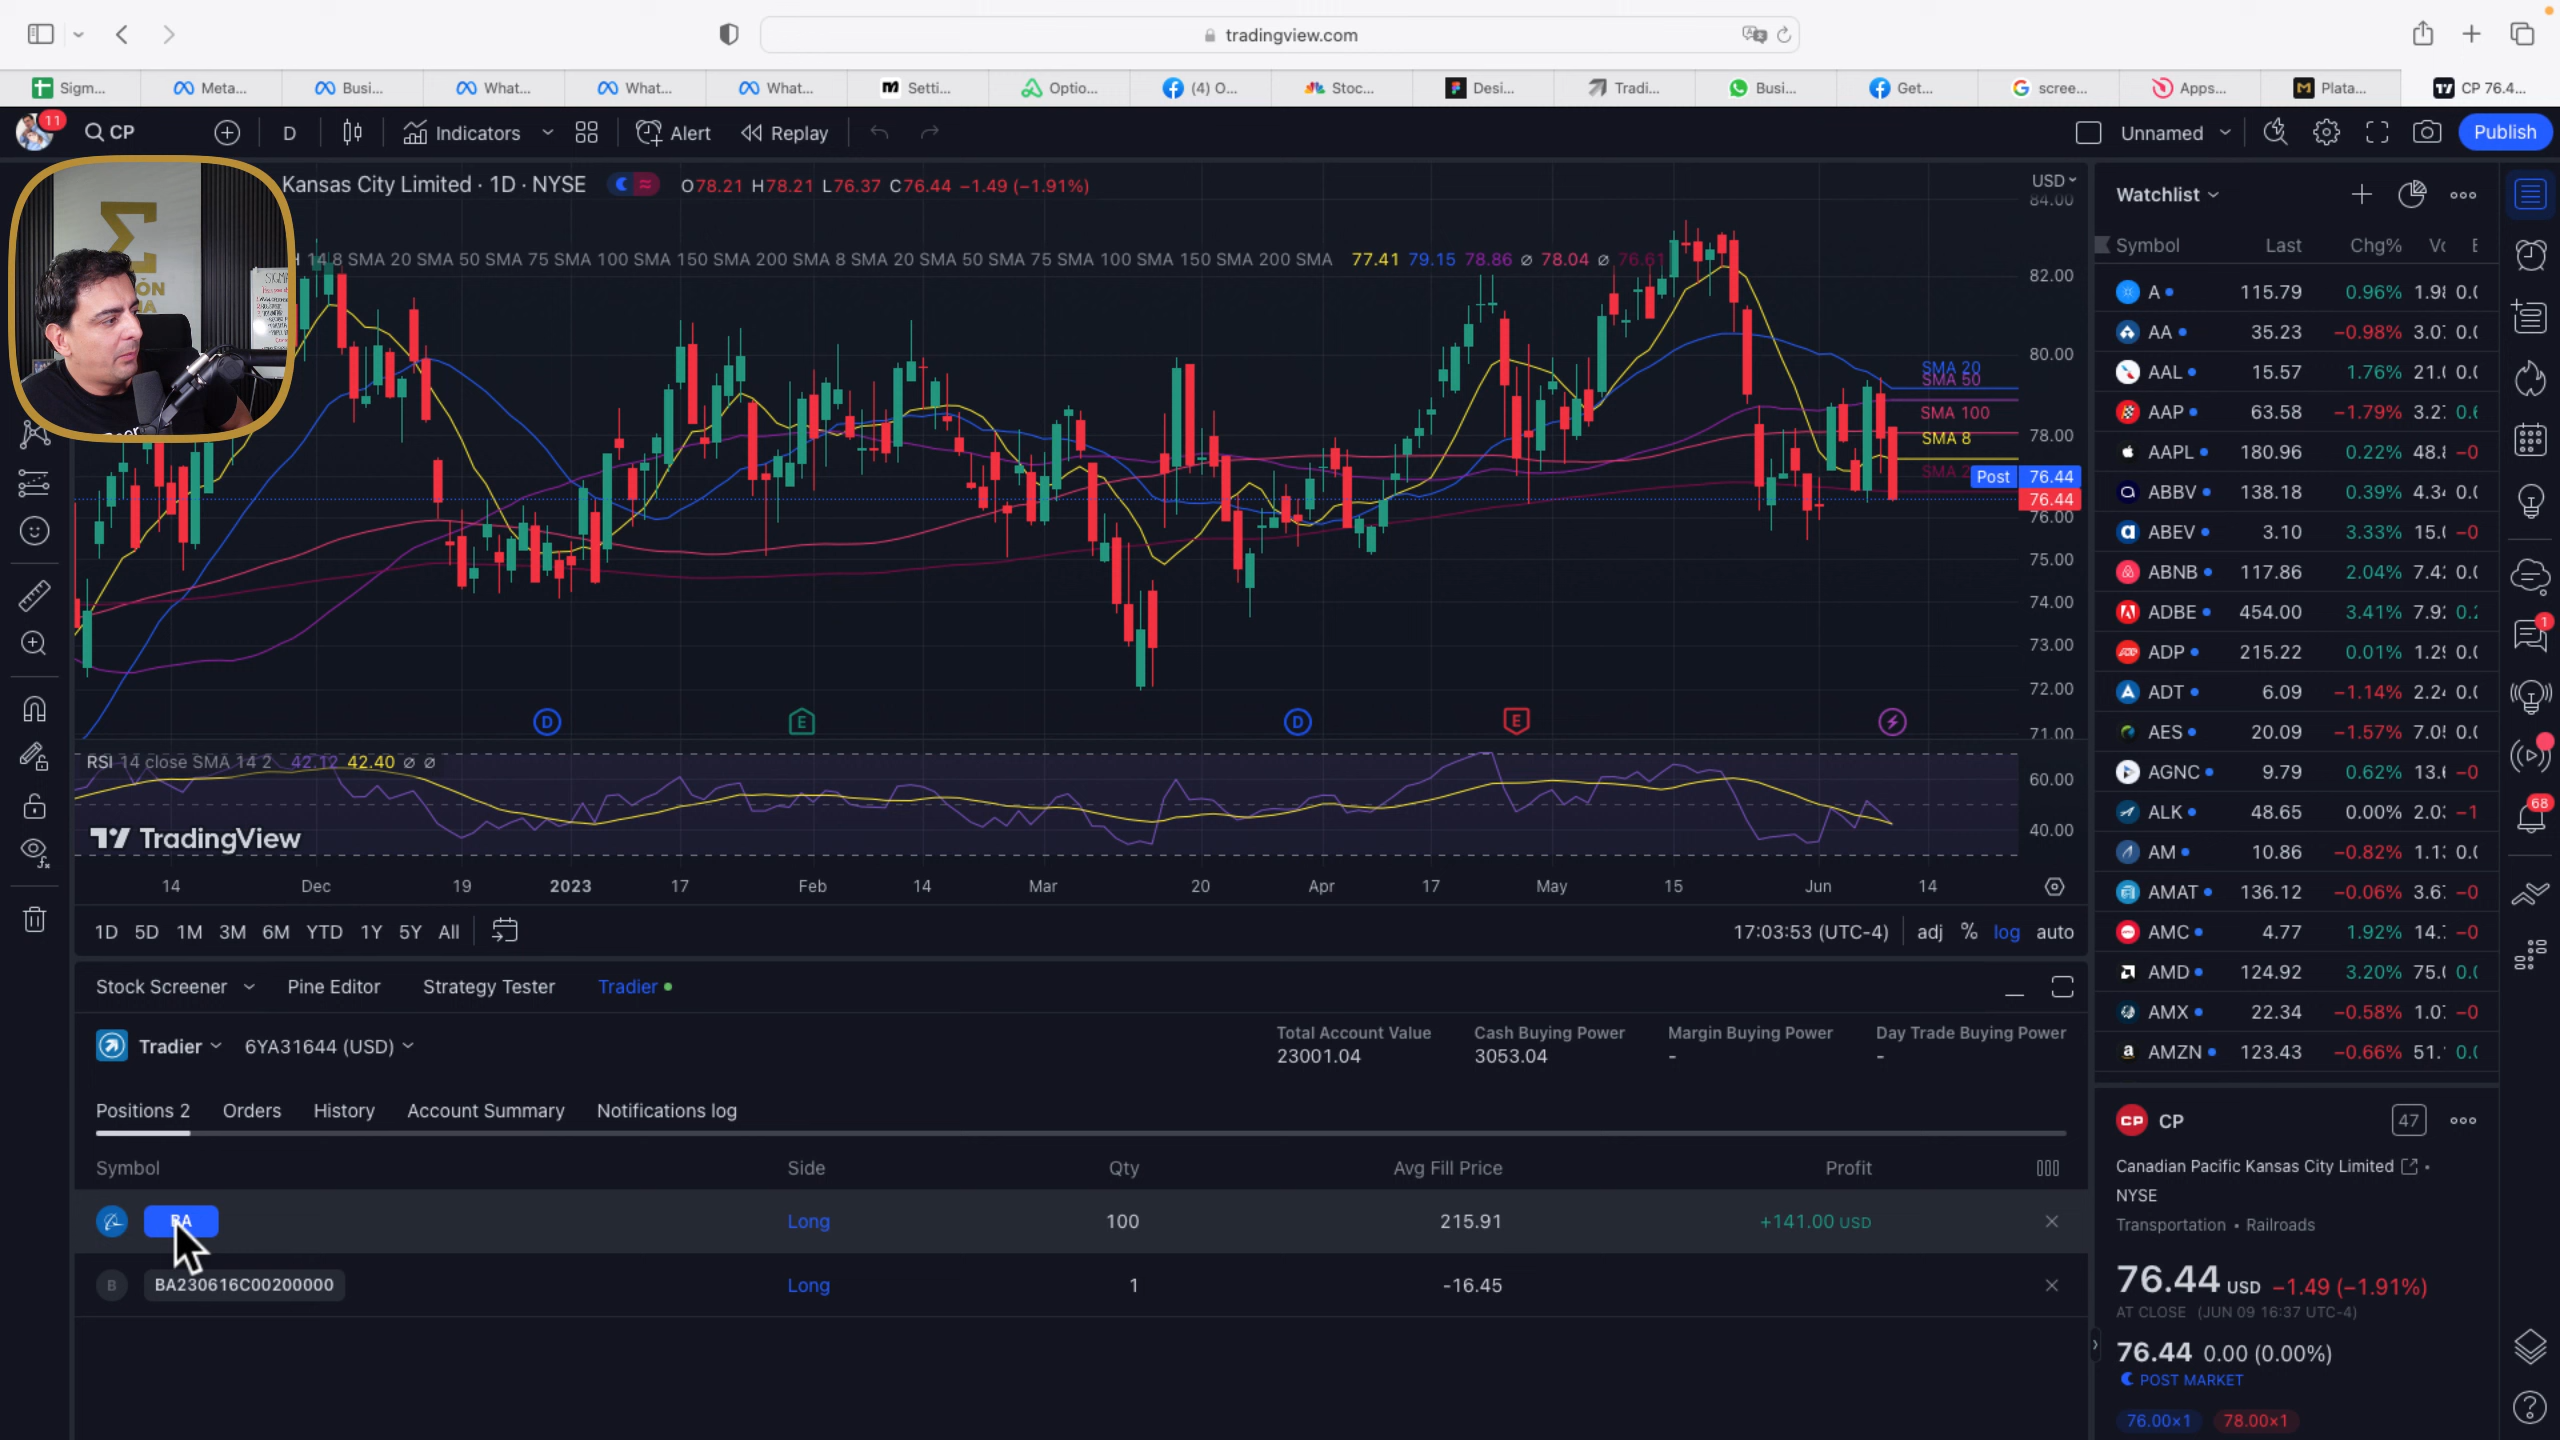 tradingview.com
Sigm...
Meta...
Busi...
What...
What...
What...
Setti...
Optio...
(4) O...
Stoc...
Desi...
Tradi...
Busi...
Get...
scree...
Apps...
Plata...
CP 76.4...
11
CP
D
Indicators
Alert
Replay
Unnamed
Publish
Kansas City Limited · 1D · NYSE
O78.21 H78.21 L76.37 C76.44 −1.49 (−1.91%)
14 8 SMA 20 SMA 50 SMA 75 SMA 100 SMA 150 SMA 200 SMA 8 SMA 20 SMA 50 SMA 75 SMA 100 SMA 150 SMA 200 SMA 77.41 79.15 78.86 ∅ 78.04 ∅ 76.61
USD
84.00
82.00
80.00
78.00
76.00
75.00
74.00
73.00
72.00
71.00
SMA 20
SMA 50
SMA 100
SMA 8
Post 76.44
76.44
D
E
D
E
RSI 14 close SMA 14 2 42.12 42.40 ∅ ∅
60.00
40.00
TradingView
14 Dec 19 2023 17 Feb 14 Mar 20 Apr 17 May 15 Jun 14
1D 5D 1M 3M 6M YTD 1Y 5Y All
17:03:53 (UTC-4) adj % log auto
Stock Screener Pine Editor Strategy Tester Tradier
Tradier 6YA31644 (USD)
Total Account Value Cash Buying Power Margin Buying Power Day Trade Buying Power
23001.04 3053.04 - -
Positions 2 Orders History Account Summary Notifications log
Symbol Side Qty Avg Fill Price Profit
BA Long 100 215.91 +141.00 USD
B BA230616C00200000 Long 1 -16.45
Watchlist
Symbol Last Chg%
A 115.79 0.96%
AA 35.23 −0.98%
AAL 15.57 1.76%
AAP 63.58 −1.79%
AAPL 180.96 0.22%
ABBV 138.18 0.39%
ABEV 3.10 3.33%
ABNB 117.86 2.04%
ADBE 454.00 3.41%
ADP 215.22 0.01%
ADT 6.09 −1.14%
AES 20.09 −1.57%
AGNC 9.79 0.62%
ALK 48.65 0.00%
AM 10.86 −0.82%
AMAT 136.12 −0.06%
AMC 4.77 1.92%
AMD 124.92 3.20%
AMX 22.34 −0.58%
AMZN 123.43 −0.66%
CP CP 47
Canadian Pacific Kansas City Limited
NYSE
Transportation • Railroads
76.44 USD −1.49 (−1.91%)
AT CLOSE (JUN 09 16:37 UTC-4)
76.44 0.00 (0.00%)
POST MARKET
76.00×1 78.00×1
1
68